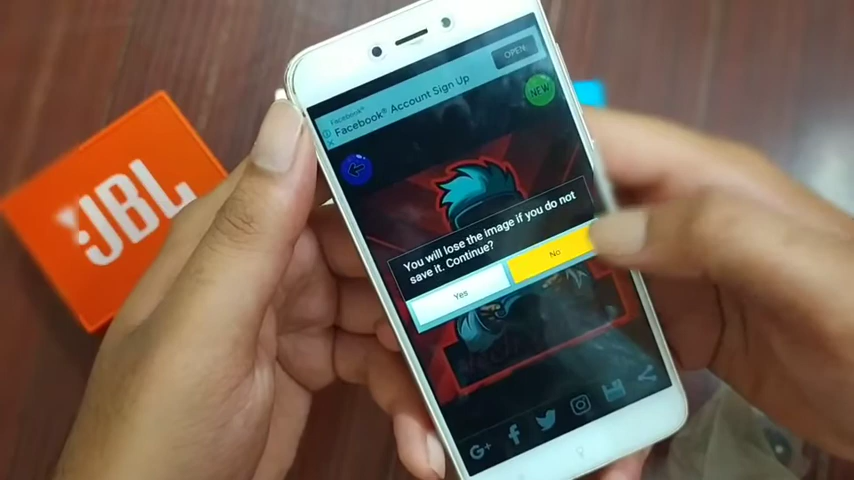 Facebook®
Facebook® Account Sign Up
OPEN
NEW
You will lose the image if you do not
save it. Continue?
Yes
No
JBL
G+